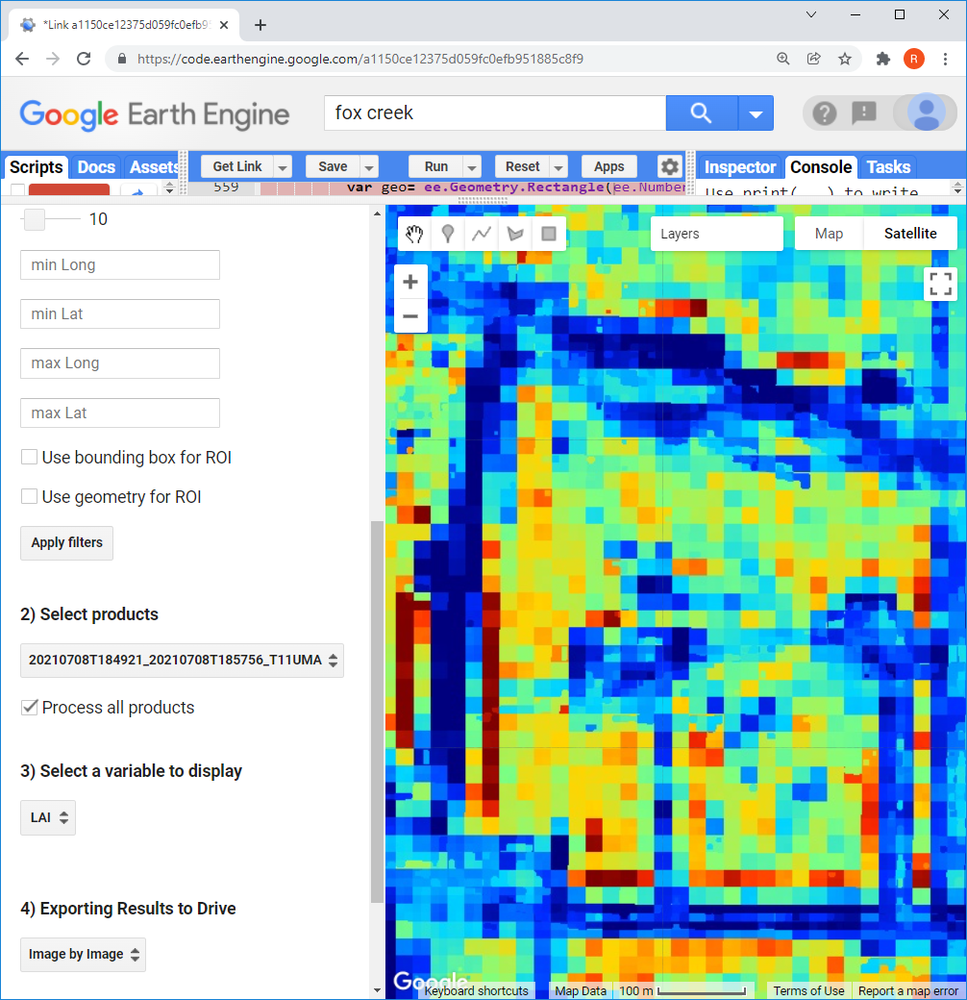 *Link a1150ce12375d059fc0efb95
https://code.earthengine.google.com/a1150ce12375d059fc0efb951885c8f9
R
Google Earth Engine
fox creek
Scripts Docs Assets
Get Link Save Run Reset Apps
Inspector Console Tasks
559 var geo= ee.Geometry.Rectangle(ee.Number
Use print(...) to write
10
min Long
min Lat
max Long
max Lat
Use bounding box for ROI
Use geometry for ROI
Apply filters
2) Select products
20210708T184921_20210708T185756_T11UMA
Process all products
3) Select a variable to display
LAI
4) Exporting Results to Drive
Image by Image
Layers
Map Satellite
Google
Keyboard shortcuts Map Data 100 m Terms of Use Report a map error